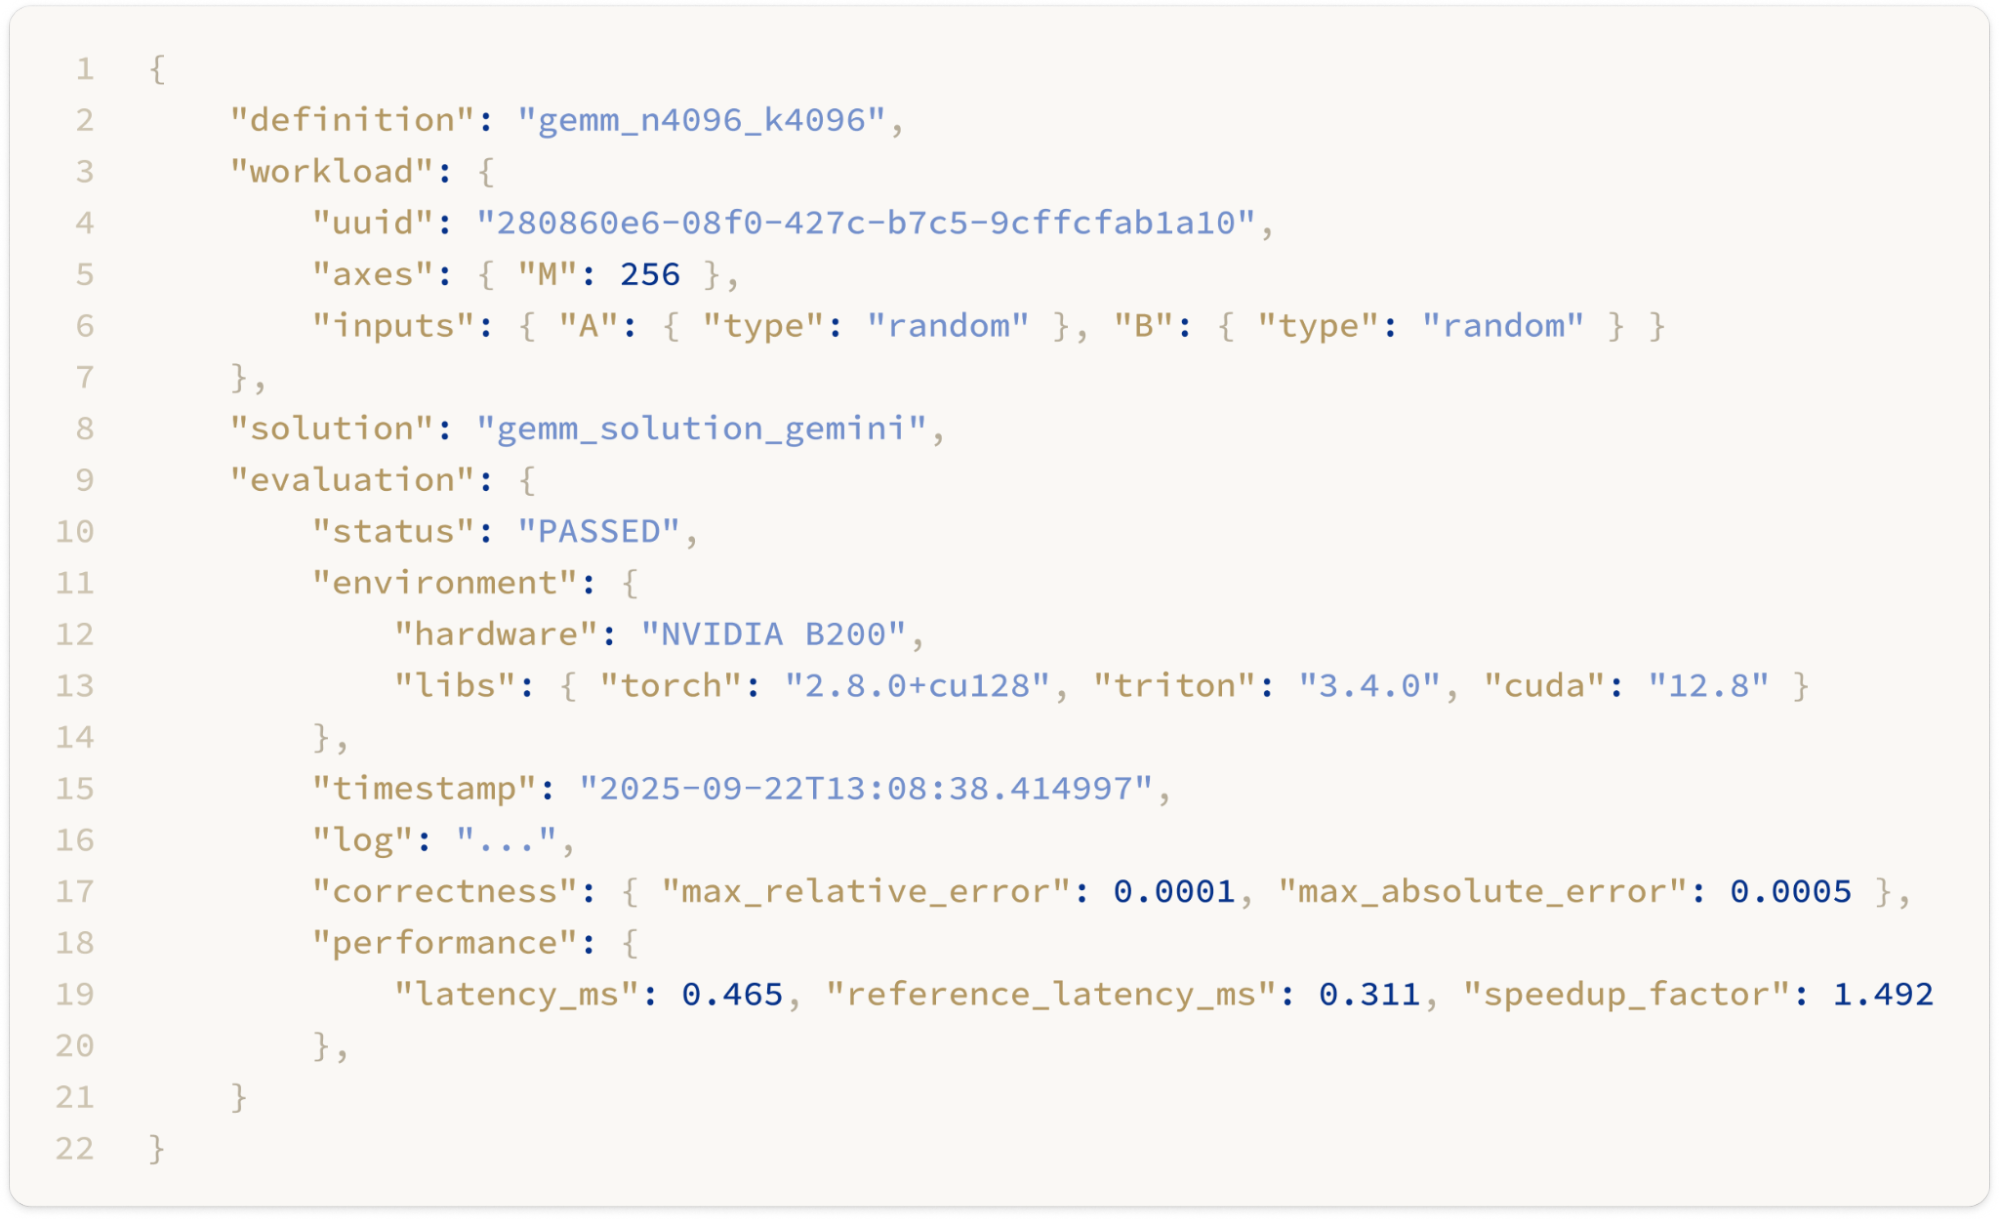 1 {
2     "definition": "gemm_n4096_k4096",
3     "workload": {
4         "uuid": "280860e6-08f0-427c-b7c5-9cffcfab1a10",
5         "axes": { "M": 256 },
6         "inputs": { "A": { "type": "random" }, "B": { "type": "random" } }
7     },
8     "solution": "gemm_solution_gemini",
9     "evaluation": {
10         "status": "PASSED",
11         "environment": {
12             "hardware": "NVIDIA B200",
13             "libs": { "torch": "2.8.0+cu128", "triton": "3.4.0", "cuda": "12.8" }
14         },
15         "timestamp": "2025-09-22T13:08:38.414997",
16         "log": "...",
17         "correctness": { "max_relative_error": 0.0001, "max_absolute_error": 0.0005 },
18         "performance": {
19             "latency_ms": 0.465, "reference_latency_ms": 0.311, "speedup_factor": 1.492
20         },
21     }
22 }